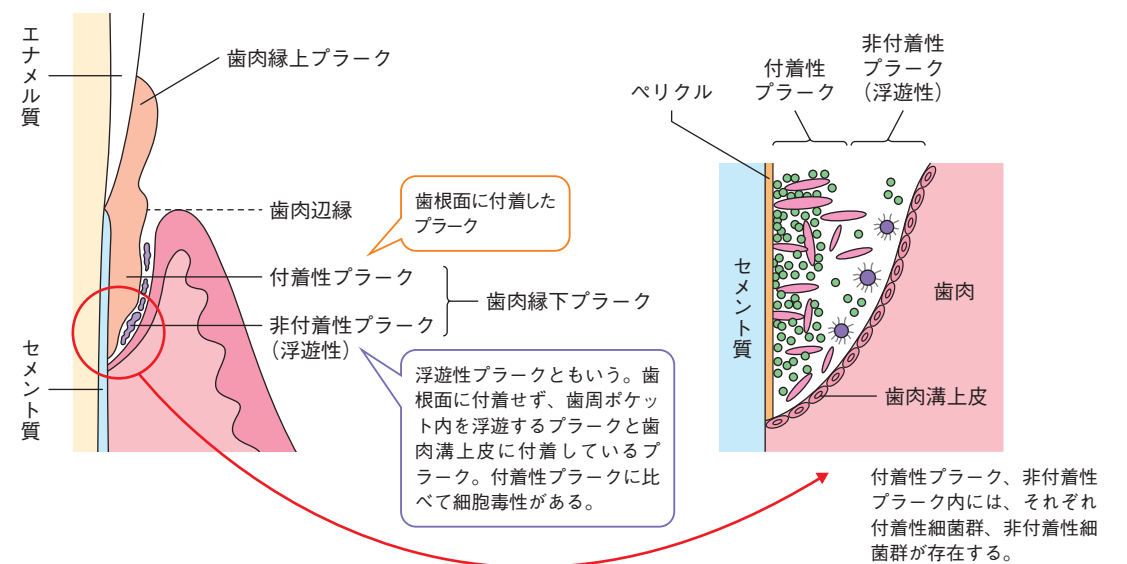 エナメル質
歯肉縁上プラーク
歯肉辺縁
歯根面に付着した
プラーク
付着性プラーク
非付着性プラーク
（浮遊性）
歯肉縁下プラーク
セメント質
浮遊性プラークともいう。歯
根面に付着せず、歯周ポケッ
ト内を浮遊するプラークと歯
肉溝上皮に付着しているプ
ラーク。付着性プラークに比
べて細胞毒性がある。
ペリクル
付着性
プラーク
非付着性
プラーク
（浮遊性）
セメント質
歯肉
歯肉溝上皮
付着性プラーク、非付着性
プラーク内には、それぞれ
付着性細菌群、非付着性細
菌群が存在する。